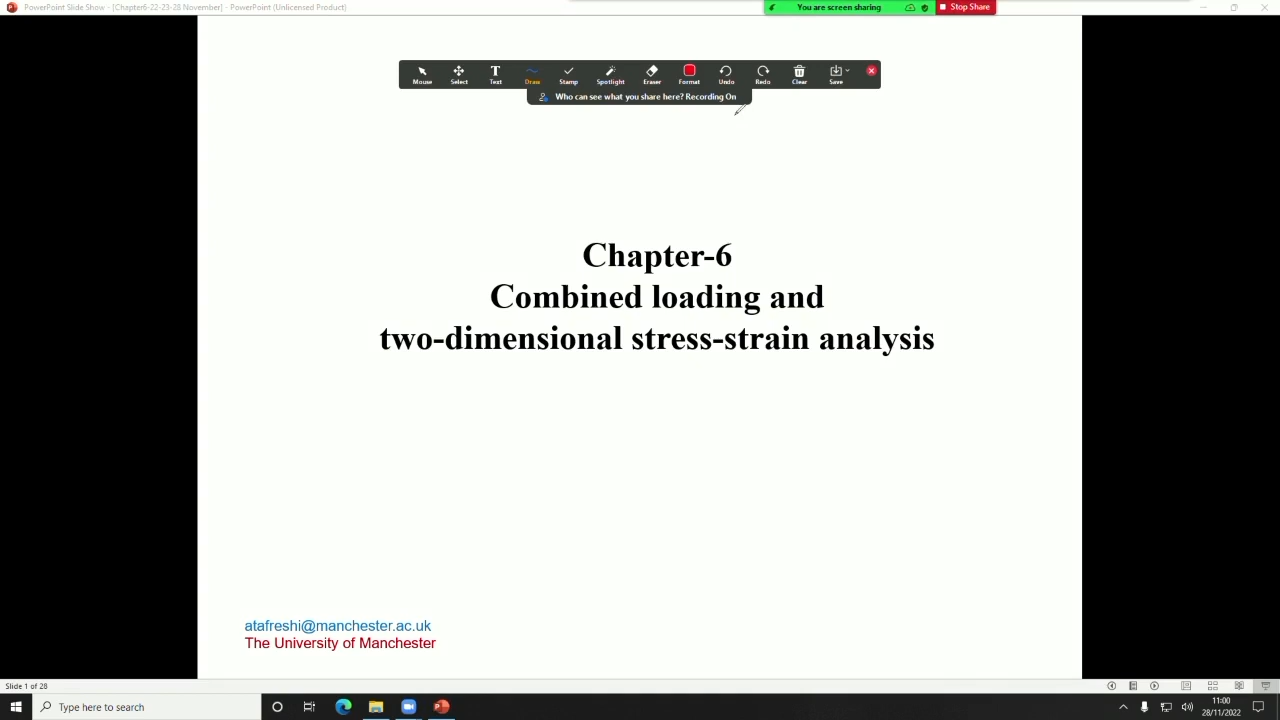 PowerPoint Slide Show - [Chapter6-22-23-28 November] - PowerPoint (Unlicensed Product)
You are screen sharing
Stop Share
Mouse
Select
Text
Draw
Stamp
Spotlight
Eraser
Format
Undo
Redo
Clear
Save
Who can see what you share here? Recording On
Chapter-6
Combined loading and
two-dimensional stress-strain analysis
atafreshi@manchester.ac.uk
The University of Manchester
Slide 1 of 28
Type here to search
11:00
28/11/2022